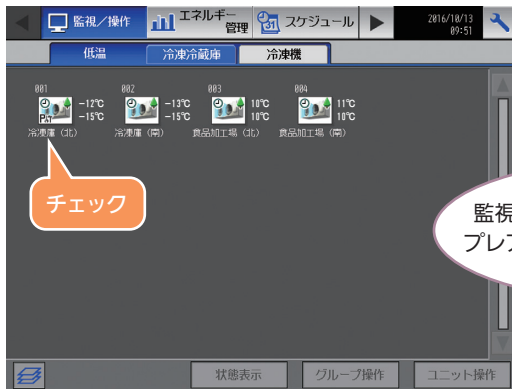 監視／操作
エネルギー
管理
31
スケジュール
2016/10/13
09:51
低温
冷凍冷蔵庫
冷凍機
001
002
003
004
-12℃
-15℃
-13℃
-15℃
10℃
10℃
11℃
10℃
PAT
冷凍庫（北）
冷凍庫（南）
食品加工場（北）
食品加工場（南）
チェック
監視
プレア
状態表示
グループ操作
ユニット操作